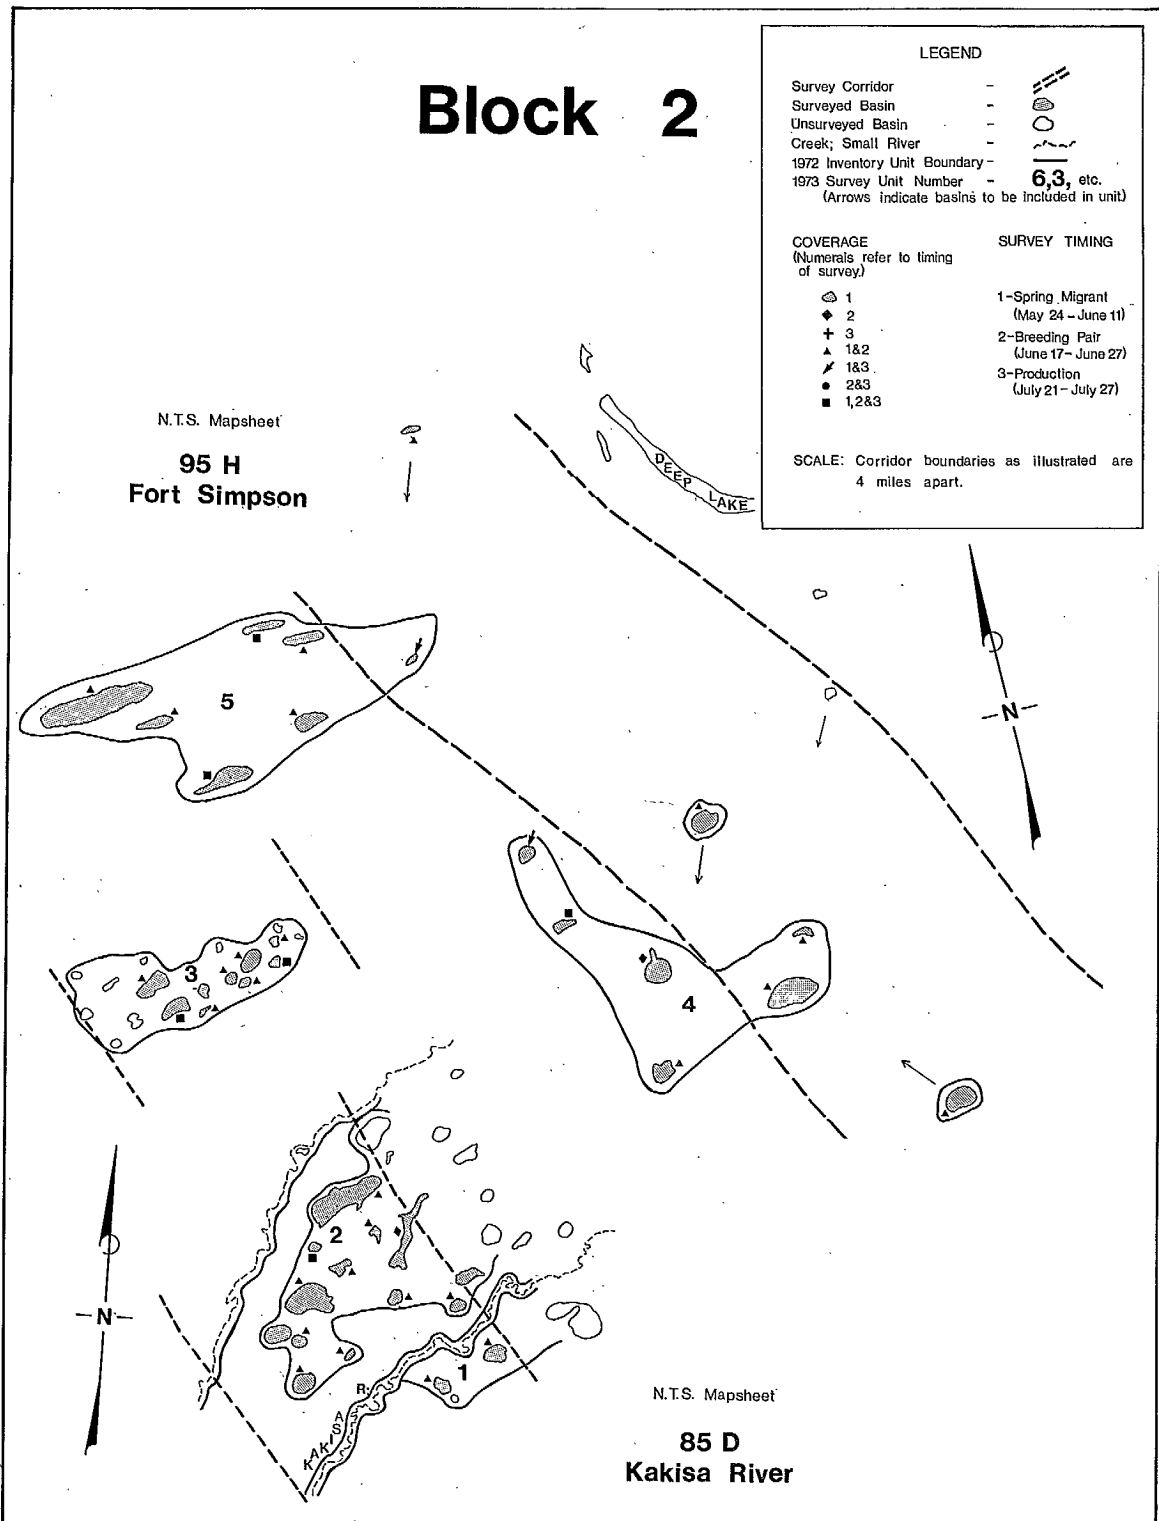 Block 2
LEGEND
Survey Corridor -
Surveyed Basin -
Unsurveyed Basin -
Creek; Small River -
1972 Inventory Unit Boundary -
1973 Survey Unit Number - 6,3, etc.
(Arrows indicate basins to be included in unit)
COVERAGE
(Numerals refer to timing
of survey.)
1
2
3
1&2
1&3
2&3
1,2&3
SURVEY TIMING
1-Spring Migrant
(May 24 - June 11)
2-Breeding Pair
(June 17 - June 27)
3-Production
(July 21 - July 27)
SCALE: Corridor boundaries as illustrated are
4 miles apart.
N.T.S. Mapsheet
95 H
Fort Simpson
DEEP LAKE
5
N
3
4
2
N
1
KAKISA R.
N.T.S. Mapsheet
85 D
Kakisa River